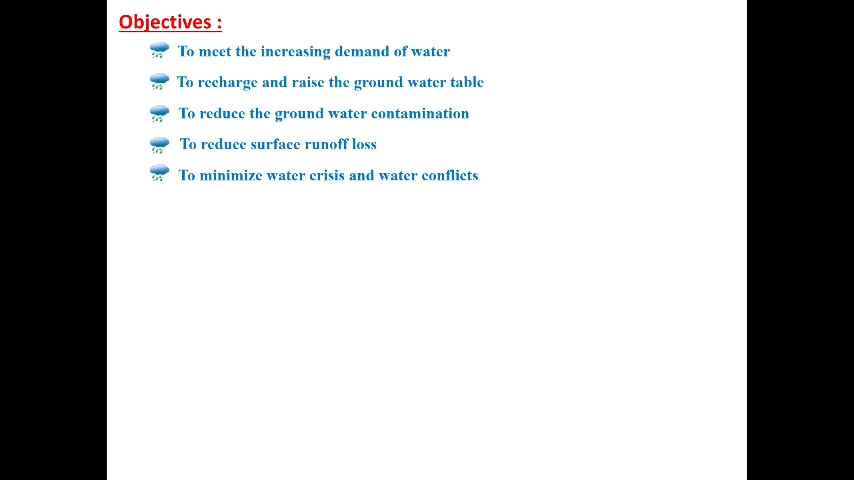 Objectives :
To meet the increasing demand of water
To recharge and raise the ground water table
To reduce the ground water contamination
To reduce surface runoff loss
To minimize water crisis and water conflicts